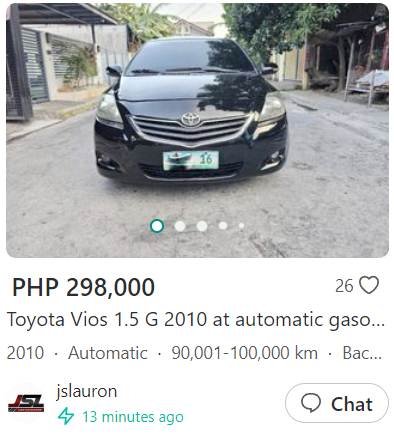 16
PHP 298,000
26
Toyota Vios 1.5 G 2010 at automatic gaso...
2010 · Automatic · 90,001-100,000 km · Bac...
JSL
jslauron
13 minutes ago
Chat